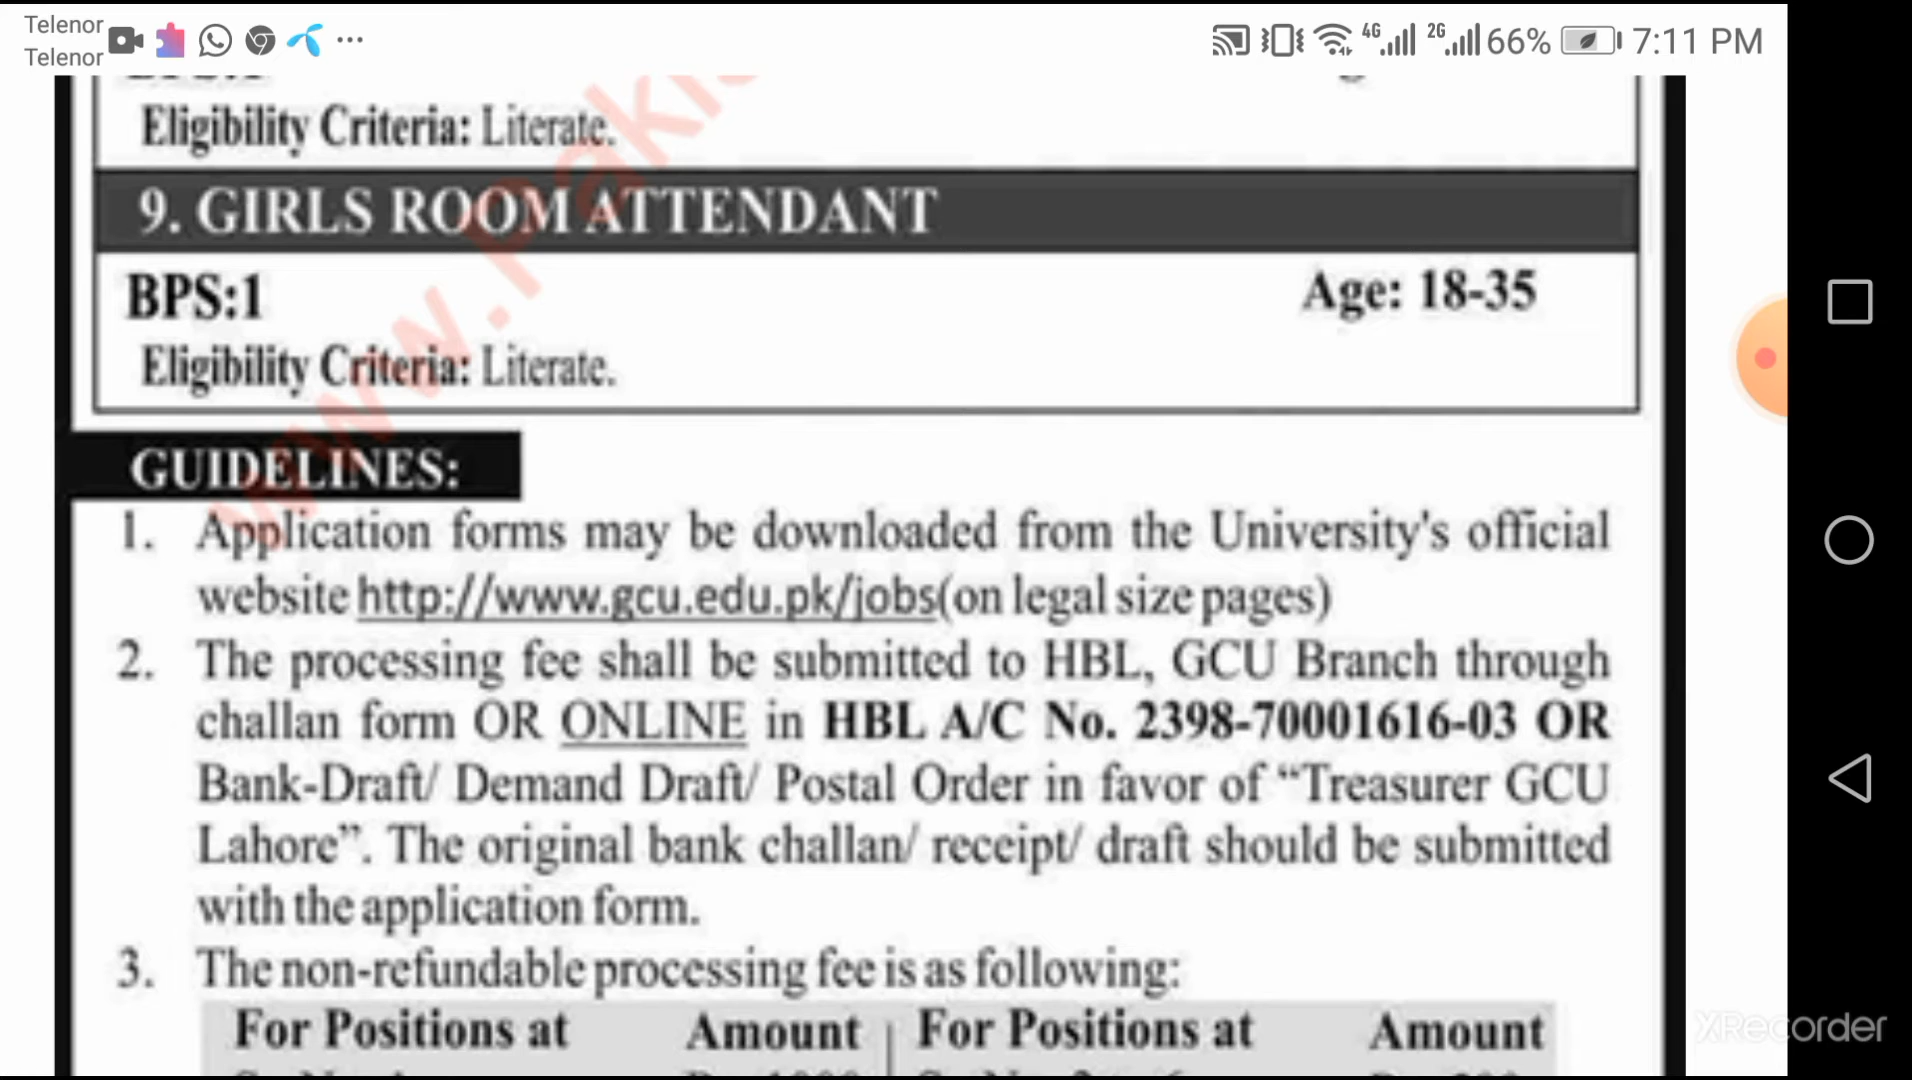 Telenor
Telenor
4G 2G 66% 7:11 PM
Eligibility Criteria: Literate.
9. GIRLS ROOM ATTENDANT
BPS:1 Age: 18-35
Eligibility Criteria: Literate.
GUIDELINES:
1. Application forms may be downloaded from the University's official
website http://www.gcu.edu.pk/jobs(on legal size pages)
2. The processing fee shall be submitted to HBL, GCU Branch through
challan form OR ONLINE in HBL A/C No. 2398-70001616-03 OR
Bank-Draft/ Demand Draft/ Postal Order in favor of “Treasurer GCU
Lahore”. The original bank challan/ receipt/ draft should be submitted
with the application form.
3. The non-refundable processing fee is as following:
For Positions at Amount For Positions at Amount
www.Paki
XRecorder